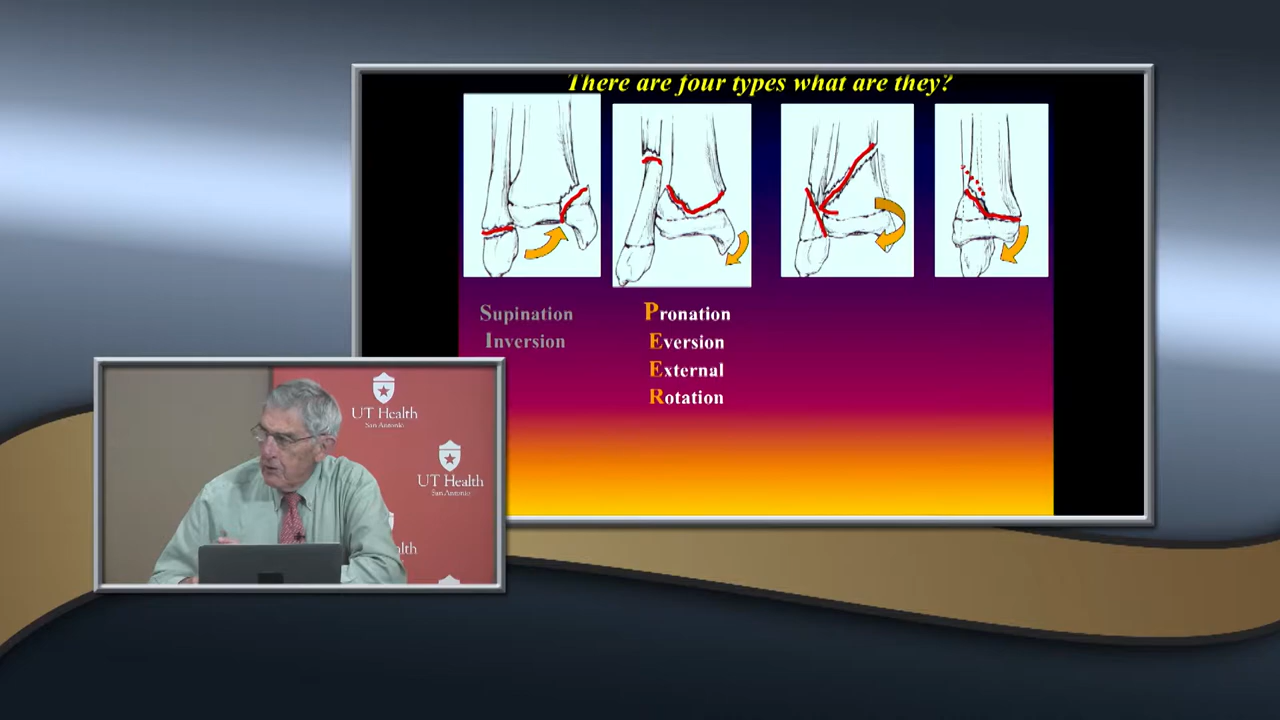 There are four types what are they?
Supination
Inversion
Pronation
Eversion
External
Rotation
UT Health
San Antonio
UT Health
San Antonio
alth